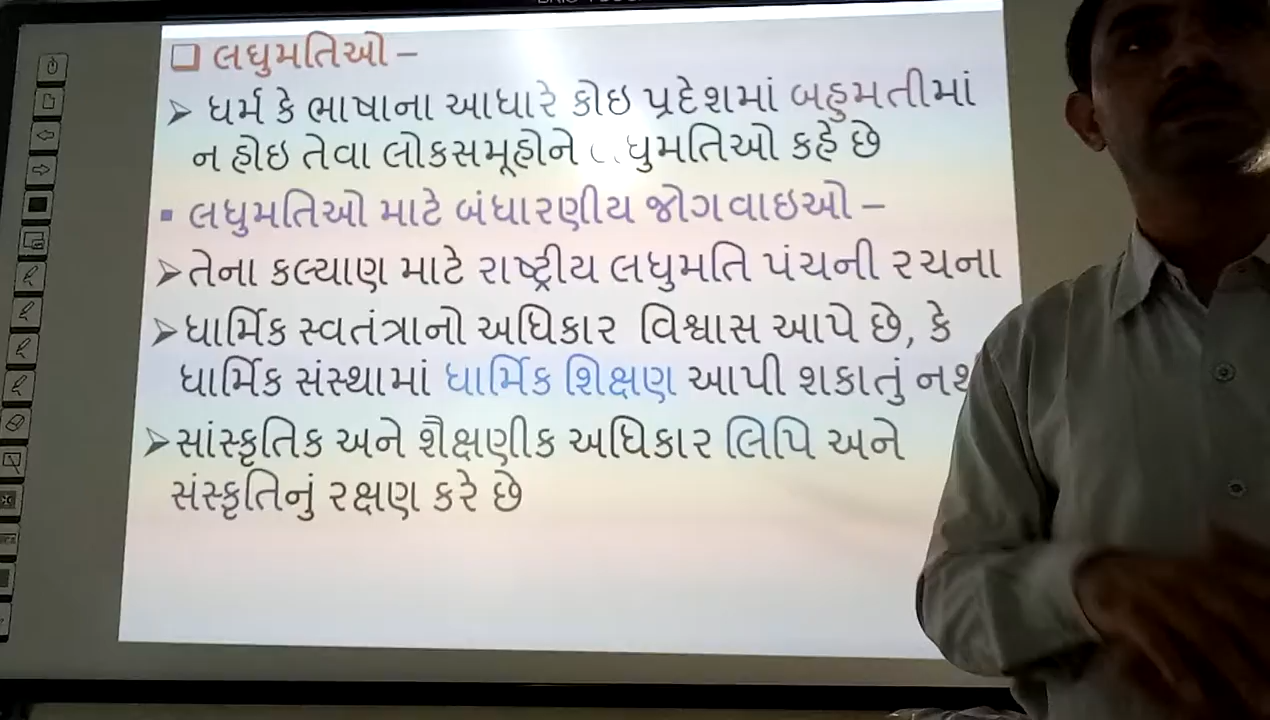 ❑ લઘુમતિઓ –
➢ ધર્મ કે ભાષાના આધારે કોઇ પ્રદેશમાં બહુમતીમાં
ન હોઇ તેવા લોકસમૂહોને લઘુમતિઓ કહે છે
▪ લઘુમતિઓ માટે બંધારણીય જોગવાઇઓ –
➢ તેના કલ્યાણ માટે રાષ્ટ્રીય લઘુમતિ પંચની રચના
➢ ધાર્મિક સ્વતંત્રાનો અધિકાર વિશ્વાસ આપે છે, કે
ધાર્મિક સંસ્થામાં ધાર્મિક શિક્ષણ આપી શકાતું
➢ સાંસ્કૃતિક અને શૈક્ષણીક અધિકાર લિપિ અને
સંસ્કૃતિનું રક્ષણ કરે છે